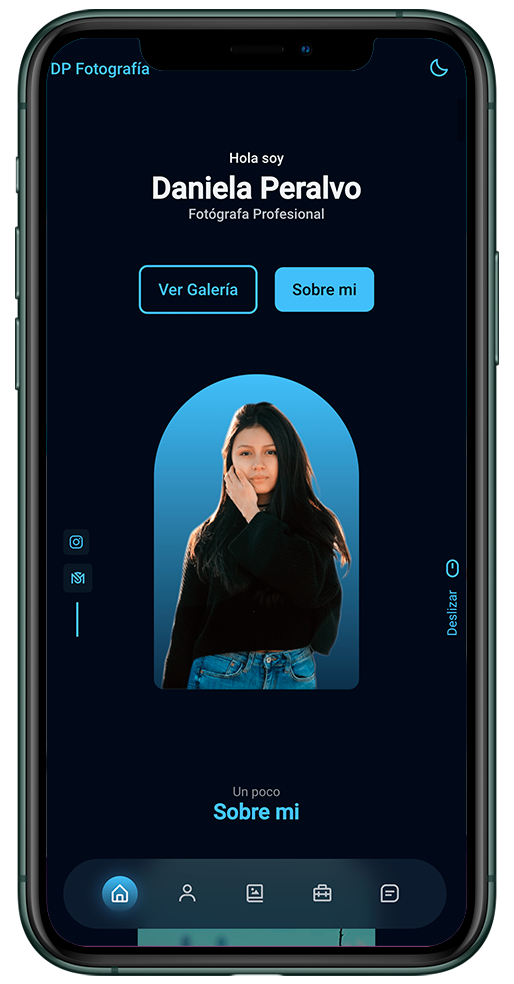 DP Fotografía
Hola soy
Daniela Peralvo
Fotógrafa Profesional
Ver Galería
Sobre mi
Deslizar
Un poco
Sobre mi